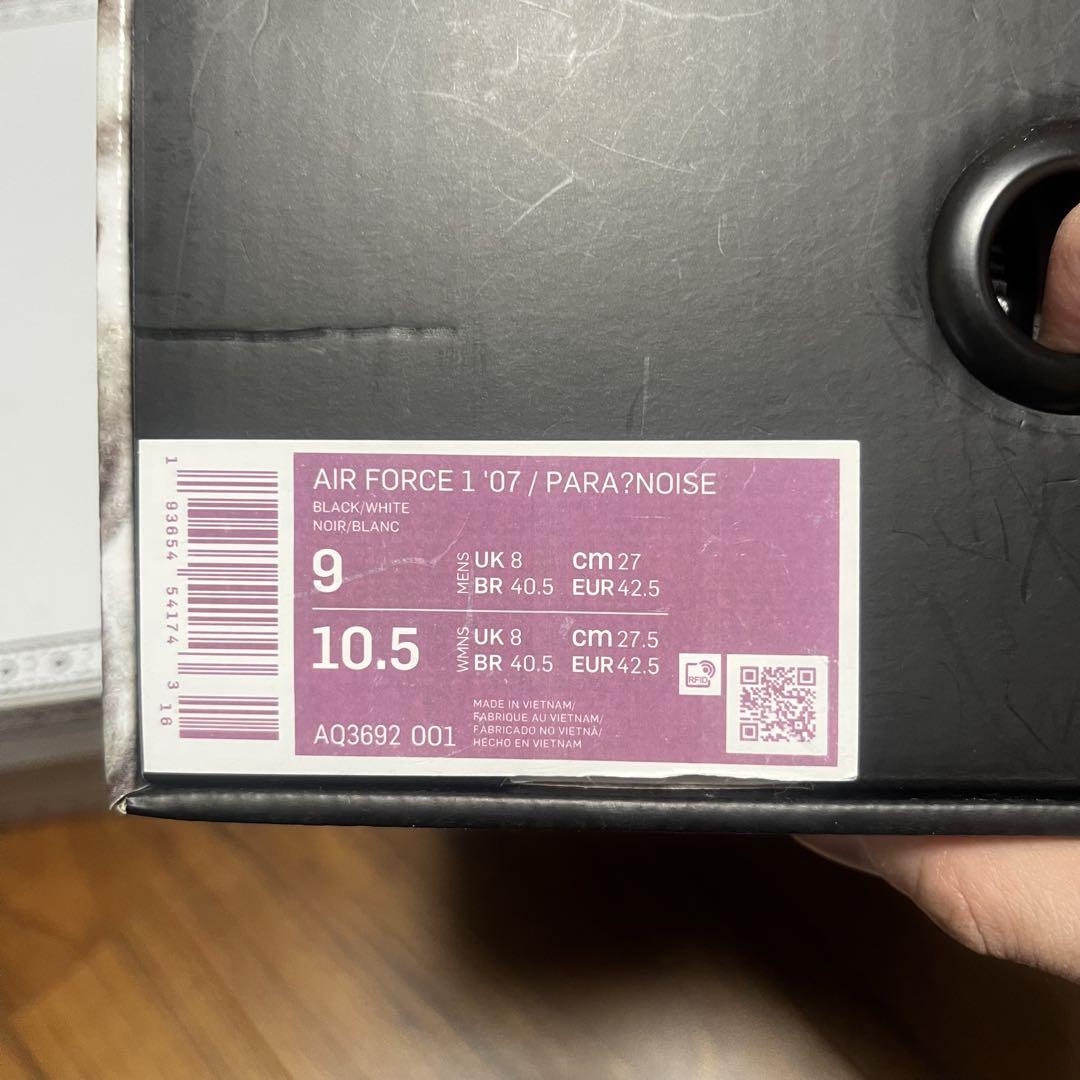 AIR FORCE 1 '07 / PARA?NOISE
BLACK/WHITE
NOIR/BLANC
9 MENS UK 8 cm 27
BR 40.5 EUR 42.5
10.5 WMNS UK 8 cm 27.5
BR 40.5 EUR 42.5
RFID
MADE IN VIETNAM/
FABRIQUE AU VIETNAM/
FABRICADO NO VIETNÃ/
HECHO EN VIETNAM
AQ3692 001
1 93654 54174 3 16